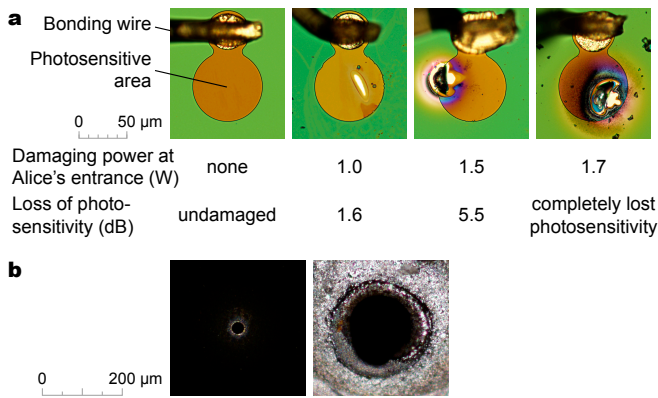 a
Bonding wire
Photosensitive
area
0 50 μm
Damaging power at
Alice's entrance (W)
none 1.0 1.5 1.7
Loss of photo-
sensitivity (dB)
undamaged 1.6 5.5 completely lost
photosensitivity
b
0 200 μm